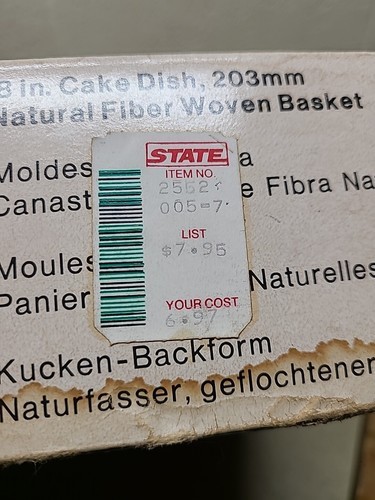 8 in. Cake Dish, 203mm
Natural Fiber Woven Basket
STATE
ITEM NO.
005-7
LIST
$7.95
YOUR COST
6.97
Moldes a
Canast e Fibra Na
Moules
Panier Naturelles
Kucken-Backform
Naturfasser, geflochtener